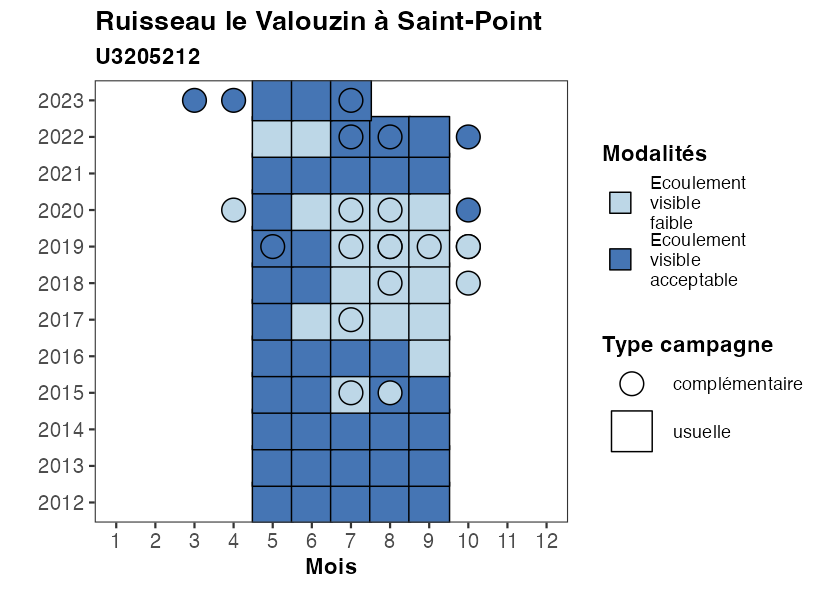 Ruisseau le Valouzin à Saint-Point
U3205212
2023
2022
2021
2020
2019
2018
2017
2016
2015
2014
2013
2012
1 2 3 4 5 6 7 8 9 10 11 12
Mois
Modalités
Ecoulement
visible
faible
Ecoulement
visible
acceptable
Type campagne
complémentaire
usuelle